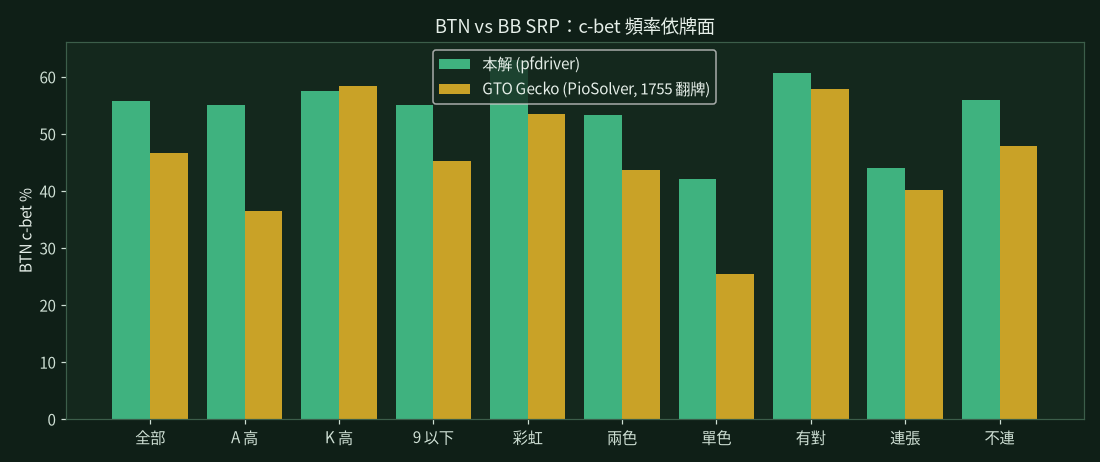 BTN vs BB SRP：c-bet 頻率依牌面
本解 (pfdriver)
GTO Gecko (PioSolver, 1755 翻牌)
BTN c-bet %
60
50
40
30
20
10
0
全部
A 高
K 高
9 以下
彩虹
兩色
單色
有對
連張
不連